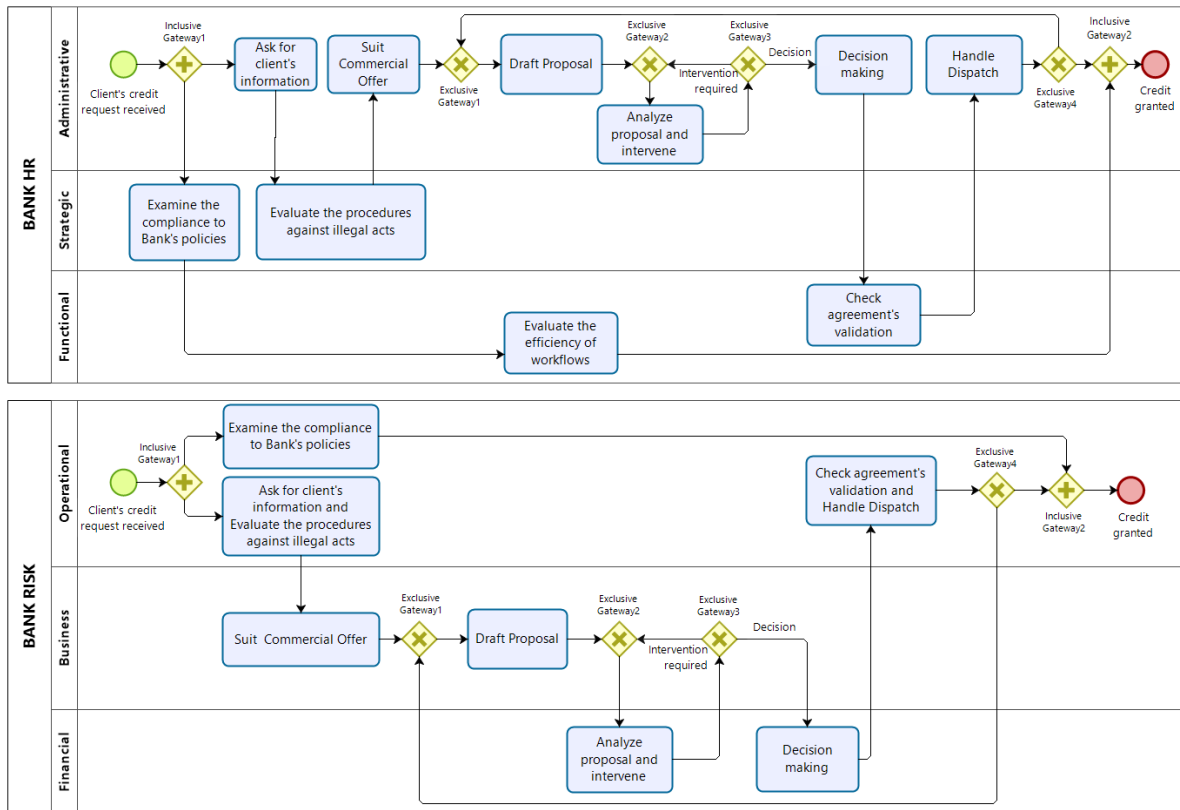 BANK HR
Administrative
Client's credit
request received
Inclusive
Gateway1
Ask for
client's
information
Suit
Commercial
Offer
Exclusive
Gateway1
Draft Proposal
Exclusive
Gateway2
Analyze
proposal and
intervene
Exclusive
Gateway3
Intervention
required
Decision
Decision
making
Handle
Dispatch
Exclusive
Gateway4
Inclusive
Gateway2
Credit
granted
Strategic
Examine the
compliance to
Bank's policies
Evaluate the procedures
against illegal acts
Functional
Evaluate the
efficiency of
workflows
Check
agreement's
validation
BANK RISK
Operational
Client's credit
request received
Inclusive
Gateway1
Examine the compliance
to Bank's policies
Ask for client's
information and
Evaluate the procedures
against illegal acts
Check agreement's
validation and
Handle Dispatch
Exclusive
Gateway4
Inclusive
Gateway2
Credit
granted
Business
Suit Commercial Offer
Exclusive
Gateway1
Draft Proposal
Exclusive
Gateway2
Exclusive
Gateway3
Intervention
required
Decision
Financial
Analyze
proposal and
intervene
Decision
making